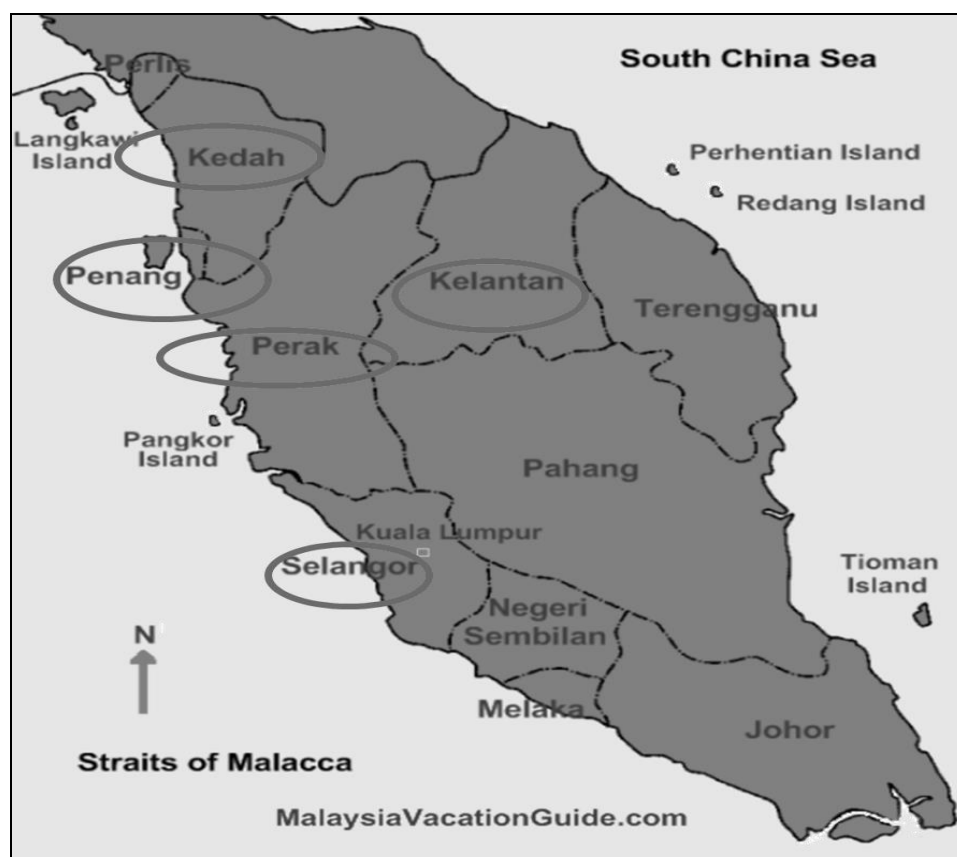 Perlis
South China Sea
Langkawi
Island
Kedah
Perhentian Island
Redang Island
Penang
Kelantan
Terengganu
Perak
Pangkor
Island
Pahang
Kuala Lumpur
Selangor
Tioman
Island
Negeri
Sembilan
N
Melaka
Johor
Straits of Malacca
MalaysiaVacationGuide.com